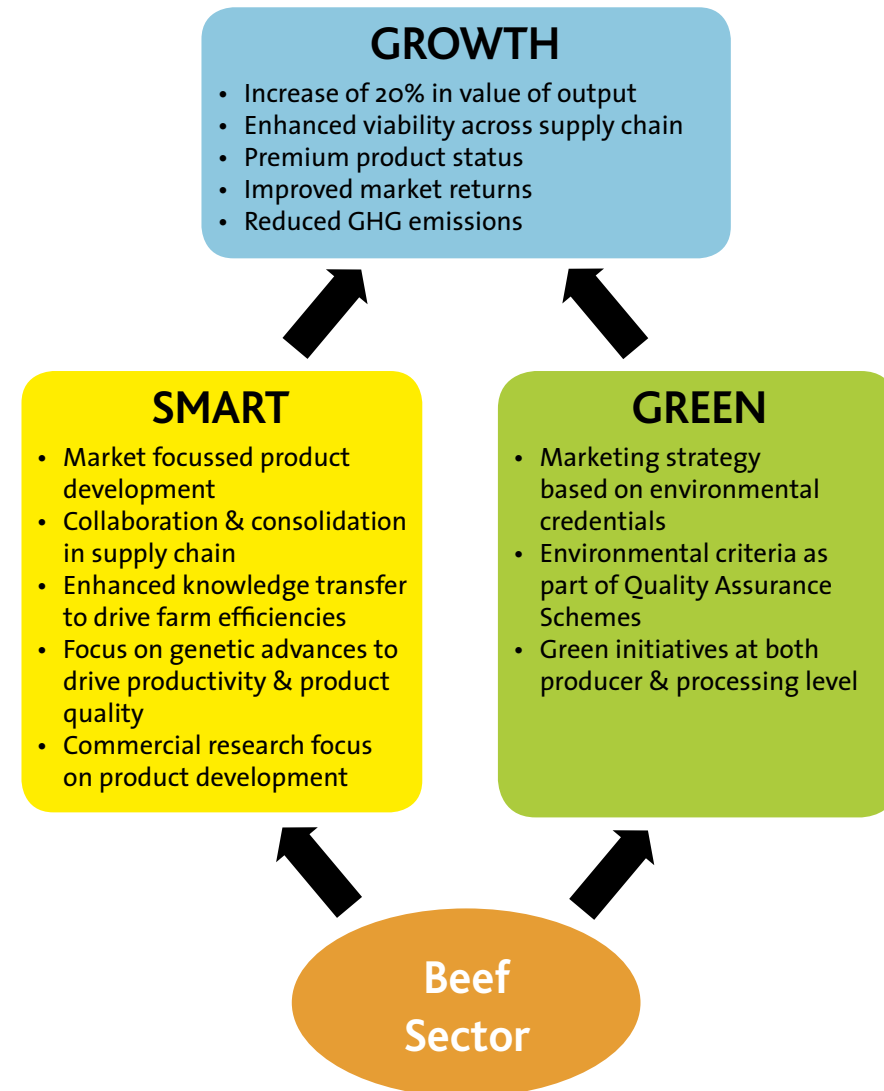 GROWTH
• Increase of 20% in value of output
• Enhanced viability across supply chain
• Premium product status
• Improved market returns
• Reduced GHG emissions
SMART
• Market focussed product
development
• Collaboration & consolidation
in supply chain
• Enhanced knowledge transfer
to drive farm efficiencies
• Focus on genetic advances to
drive productivity & product
quality
• Commercial research focus
on product development
GREEN
• Marketing strategy
based on environmental
credentials
• Environmental criteria as
part of Quality Assurance
Schemes
• Green initiatives at both
producer & processing level
Beef
Sector